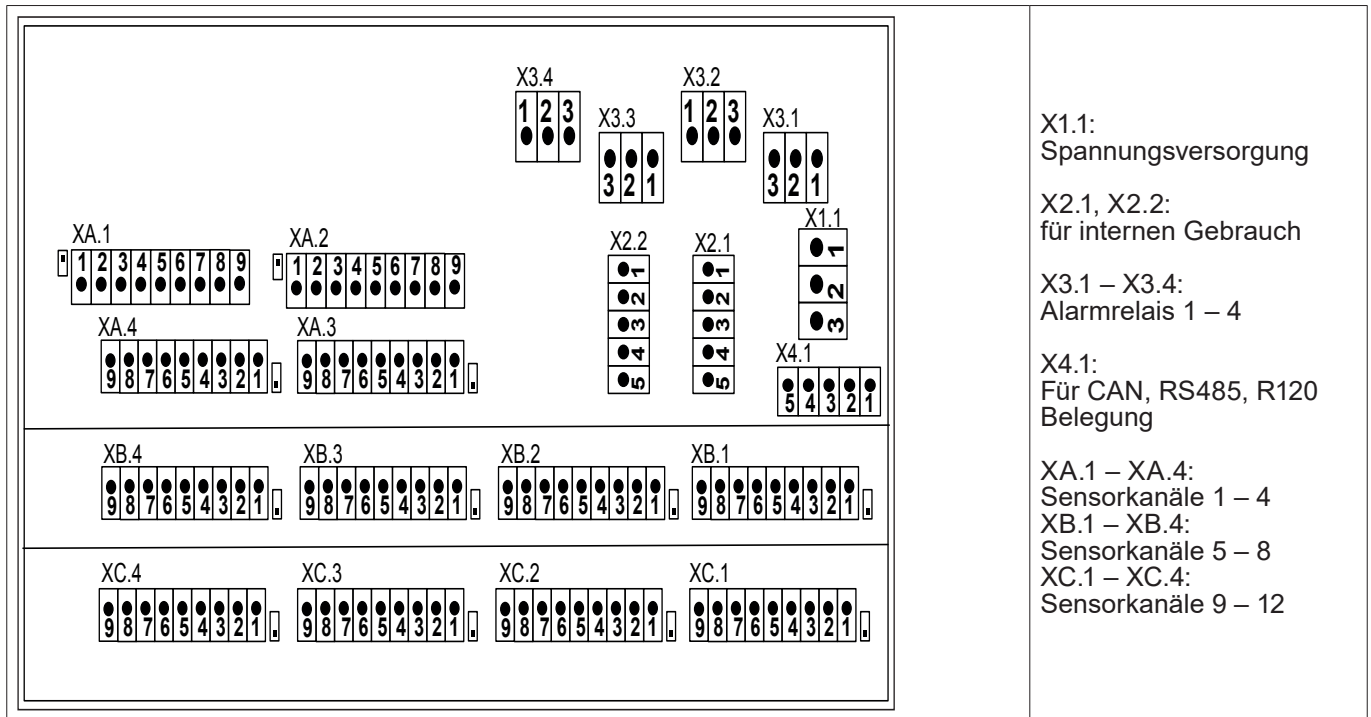 X3.4
1 2 3
X3.3
3 2 1
X3.2
1 2 3
X3.1
3 2 1
XA.1
1 2 3 4 5 6 7 8 9
XA.2
1 2 3 4 5 6 7 8 9
XA.4
9 8 7 6 5 4 3 2 1
XA.3
9 8 7 6 5 4 3 2 1
X2.2
1
2
3
4
5
X2.1
1
2
3
4
5
X1.1
1
2
3
X4.1
5 4 3 2 1
XB.4
9 8 7 6 5 4 3 2 1
XB.3
9 8 7 6 5 4 3 2 1
XB.2
9 8 7 6 5 4 3 2 1
XB.1
9 8 7 6 5 4 3 2 1
XC.4
9 8 7 6 5 4 3 2 1
XC.3
9 8 7 6 5 4 3 2 1
XC.2
9 8 7 6 5 4 3 2 1
XC.1
9 8 7 6 5 4 3 2 1
X1.1:
Spannungsversorgung
X2.1, X2.2:
für internen Gebrauch
X3.1 – X3.4:
Alarmrelais 1 – 4
X4.1:
Für CAN, RS485, R120
Belegung
XA.1 – XA.4:
Sensorkanäle 1 – 4
XB.1 – XB.4:
Sensorkanäle 5 – 8
XC.1 – XC.4:
Sensorkanäle 9 – 12